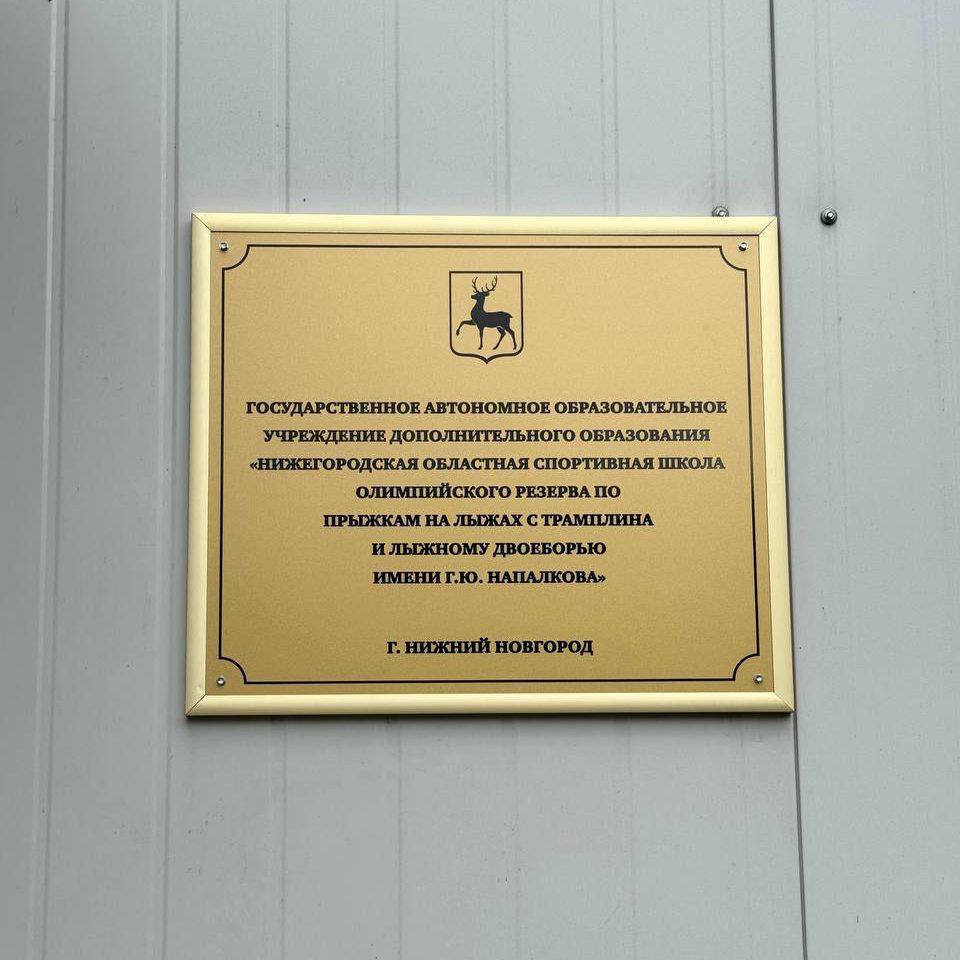 ГОСУДАРСТВЕННОЕ АВТОНОМНОЕ ОБРАЗОВАТЕЛЬНОЕ
УЧРЕЖДЕНИЕ ДОПОЛНИТЕЛЬНОГО ОБРАЗОВАНИЯ
«НИЖЕГОРОДСКАЯ ОБЛАСТНАЯ СПОРТИВНАЯ ШКОЛА
ОЛИМПИЙСКОГО РЕЗЕРВА ПО
ПРЫЖКАМ НА ЛЫЖАХ С ТРАМПЛИНА
И ЛЫЖНОМУ ДВОЕБОРЬЮ
ИМЕНИ Г.Ю. НАПАЛКОВА»
Г. НИЖНИЙ НОВГОРОД